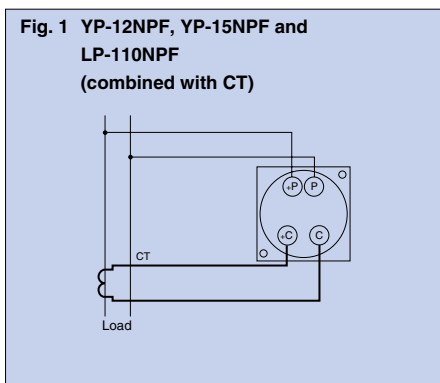 Fig. 1 YP-12NPF, YP-15NPF and
LP-110NPF
(combined with CT)
+P P
+C C
CT
Load